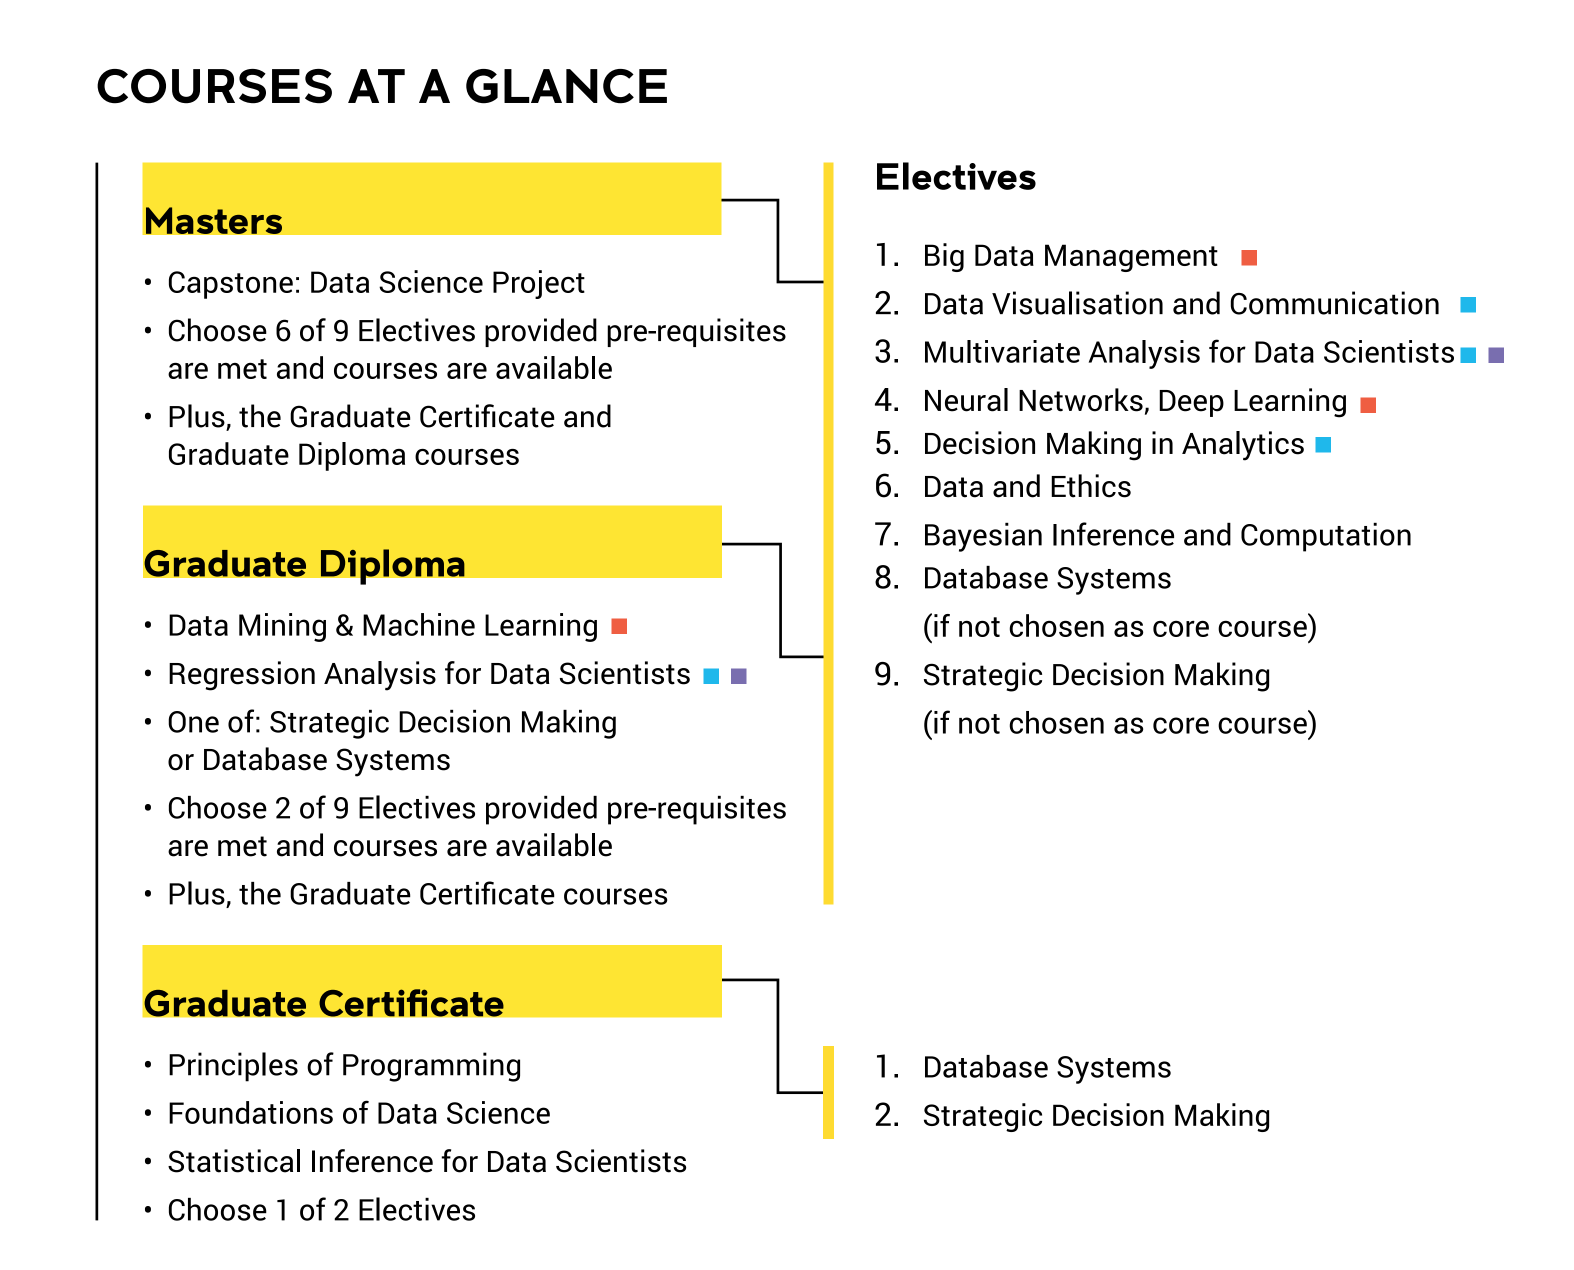 COURSES AT A GLANCE
Masters
• Capstone: Data Science Project
• Choose 6 of 9 Electives provided pre-requisites
are met and courses are available
• Plus, the Graduate Certificate and
Graduate Diploma courses
Graduate Diploma
• Data Mining & Machine Learning
• Regression Analysis for Data Scientists
• One of: Strategic Decision Making
or Database Systems
• Choose 2 of 9 Electives provided pre-requisites
are met and courses are available
• Plus, the Graduate Certificate courses
Graduate Certificate
• Principles of Programming
• Foundations of Data Science
• Statistical Inference for Data Scientists
• Choose 1 of 2 Electives
Electives
1. Big Data Management
2. Data Visualisation and Communication
3. Multivariate Analysis for Data Scientists
4. Neural Networks, Deep Learning
5. Decision Making in Analytics
6. Data and Ethics
7. Bayesian Inference and Computation
8. Database Systems
(if not chosen as core course)
9. Strategic Decision Making
(if not chosen as core course)
1. Database Systems
2. Strategic Decision Making